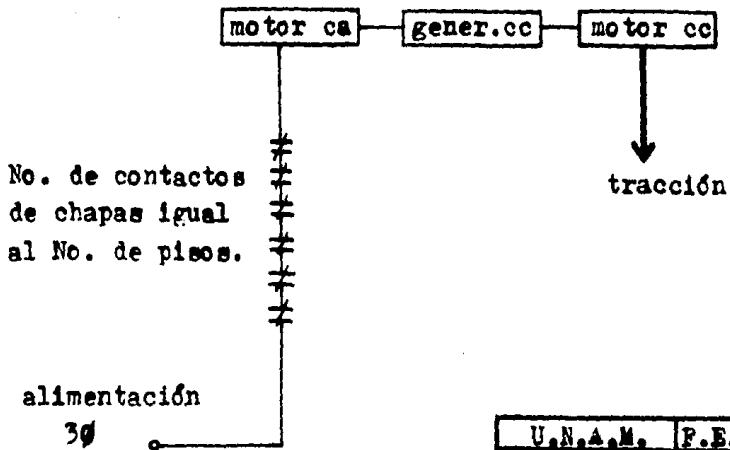 motor ca gener.cc motor cc
No. de contactos
de chapas igual
al No. de pisos.
tracción
alimentación
3ø
U.N.A.M. F.E.